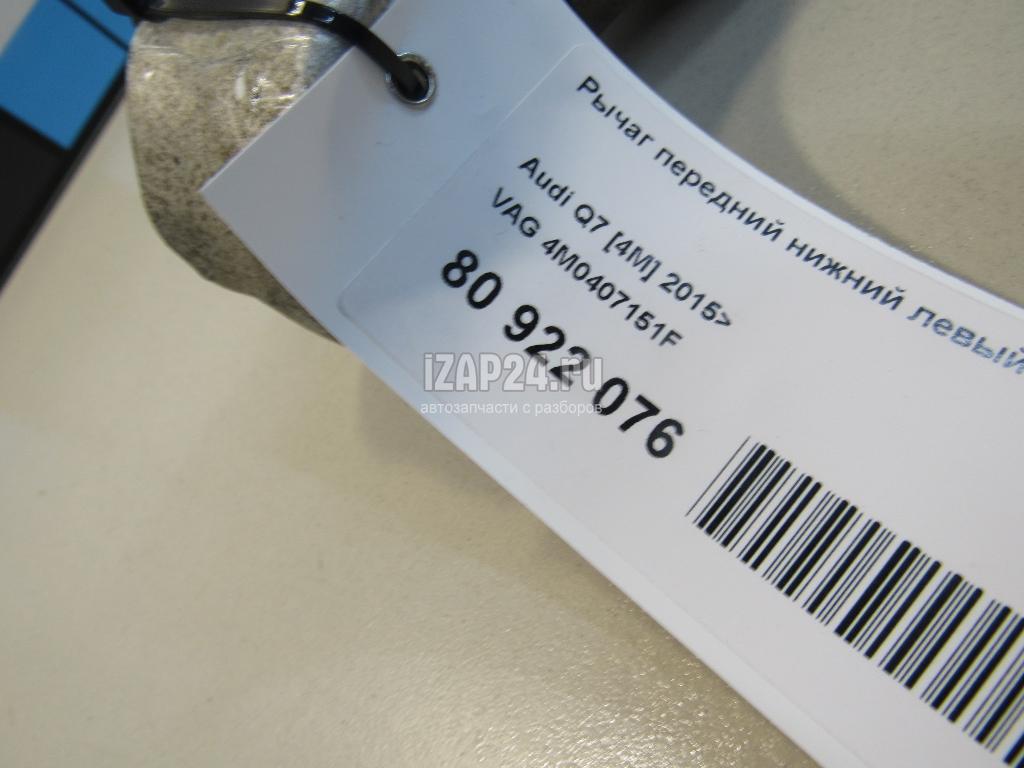 Рычаг передний нижний левый
Audi Q7 [4M] 2015>
VAG 4M0407151F
80 922 076
iZAP24.ru
автозапчасти с разборов